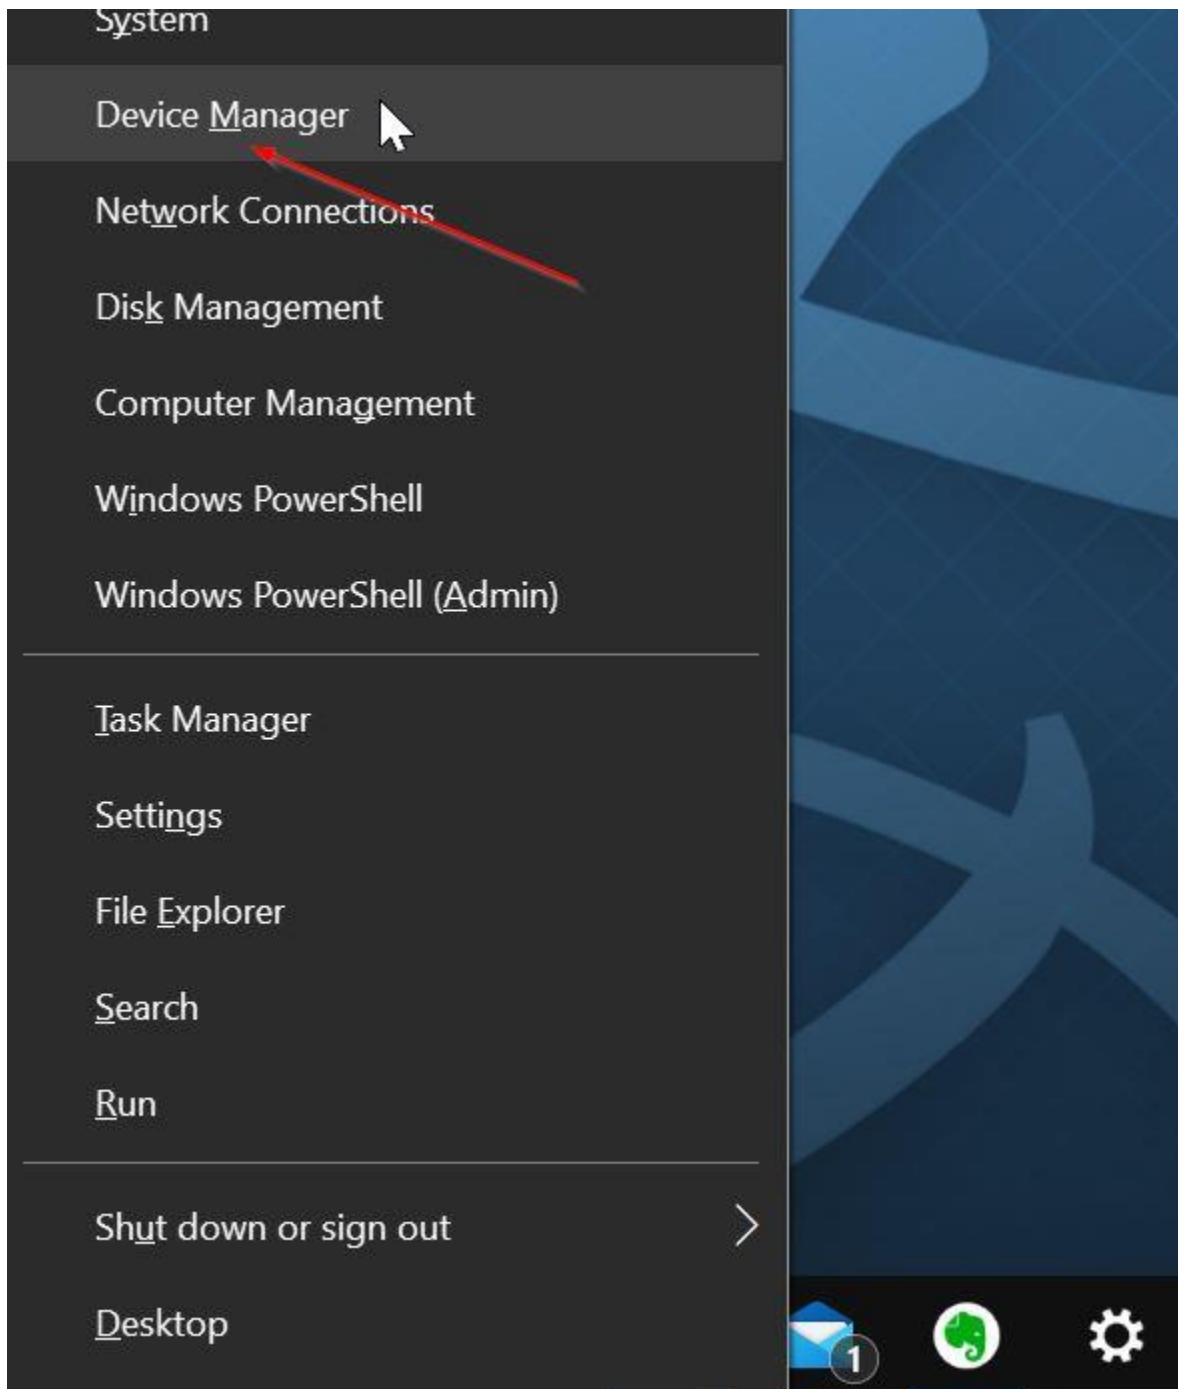 System
Device Manager
Network Connections
Disk Management
Computer Management
Windows PowerShell
Windows PowerShell (Admin)
Task Manager
Settings
File Explorer
Search
Run
Shut down or sign out
Desktop
1